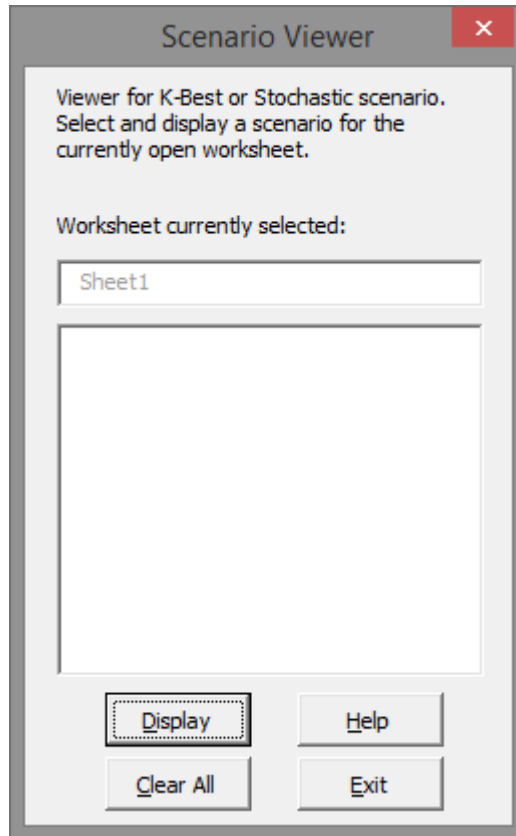 Scenario Viewer
Viewer for K-Best or Stochastic scenario.
Select and display a scenario for the
currently open worksheet.
Worksheet currently selected:
Sheet1
Display Help
Clear All Exit